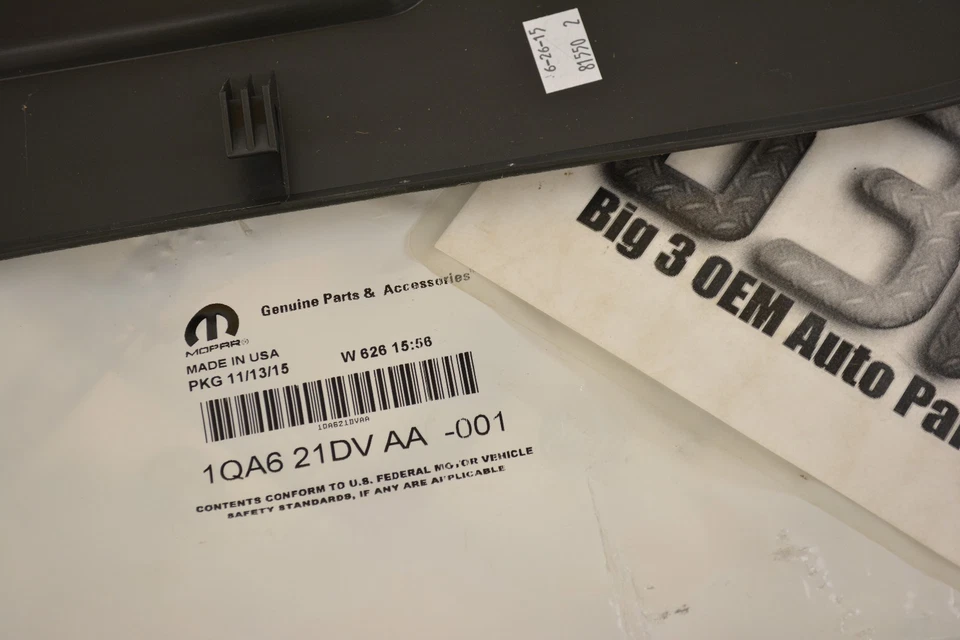 6-26-15
81550 2
Big 3 OEM Auto
Genuine Parts & Accessories
MOPAR®
MADE IN USA
W 626 15:56
PKG 11/13/15
1QA621DVAA
1QA6 21DV AA -001
CONTENTS CONFORM TO U.S. FEDERAL MOTOR VEHICLE
SAFETY STANDARDS, IF ANY ARE APPLICABLE